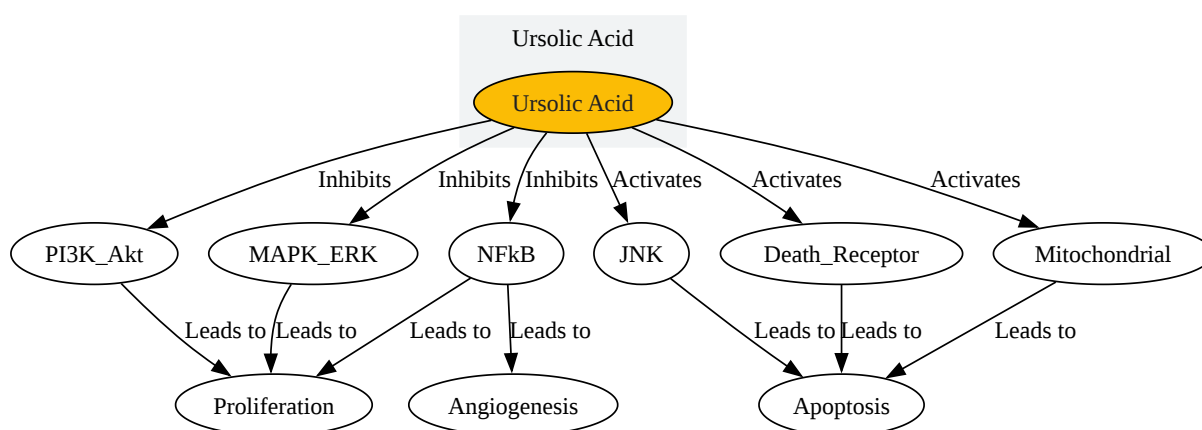 Ursolic Acid
Ursolic Acid
Inhibits
Inhibits
Inhibits
Activates
Activates
Activates
PI3K_Akt
MAPK_ERK
NFkB
JNK
Death_Receptor
Mitochondrial
Leads to
Leads to
Leads to
Leads to
Leads to
Leads to
Leads to
Proliferation
Angiogenesis
Apoptosis